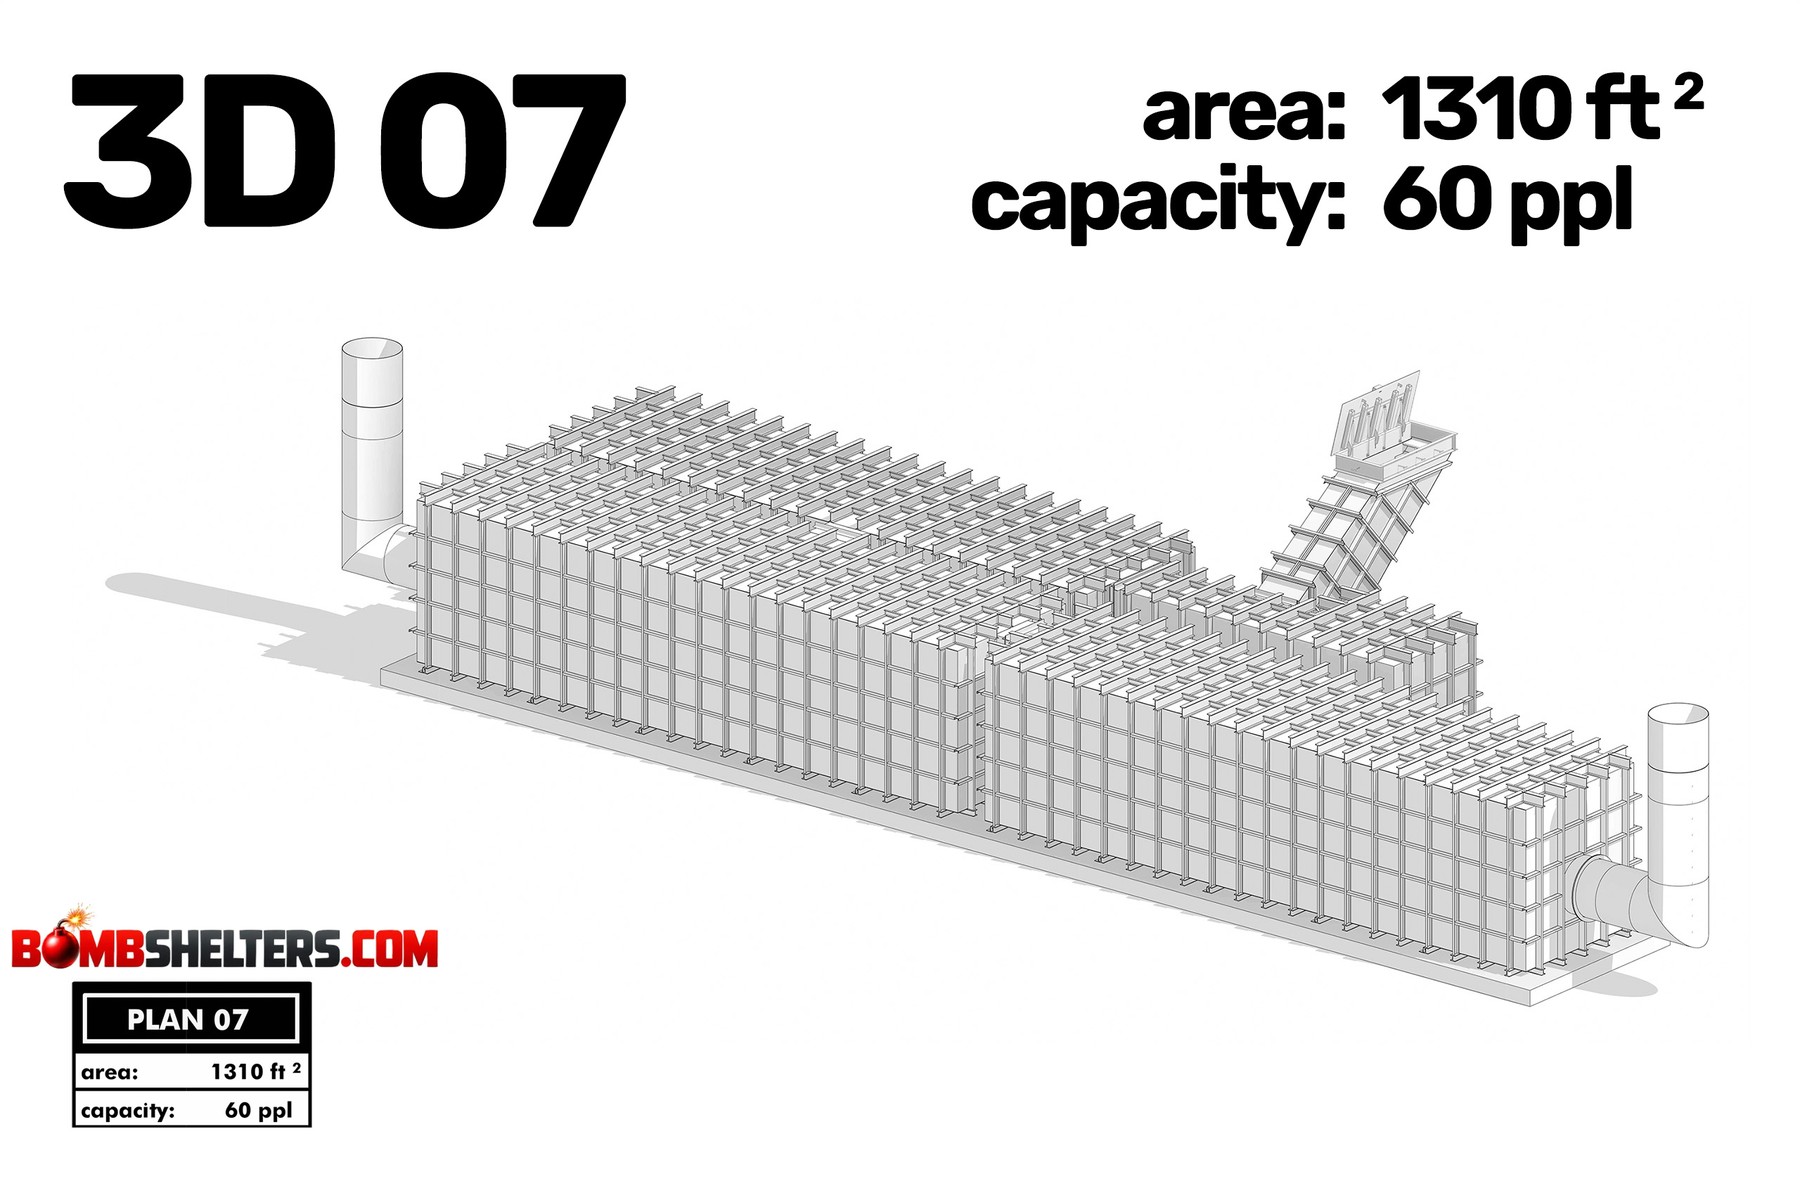 3D 07
area: 1310 ft ²
capacity: 60 ppl
BOMBSHELTERS.COM
PLAN 07
area: 1310 ft ²
capacity: 60 ppl